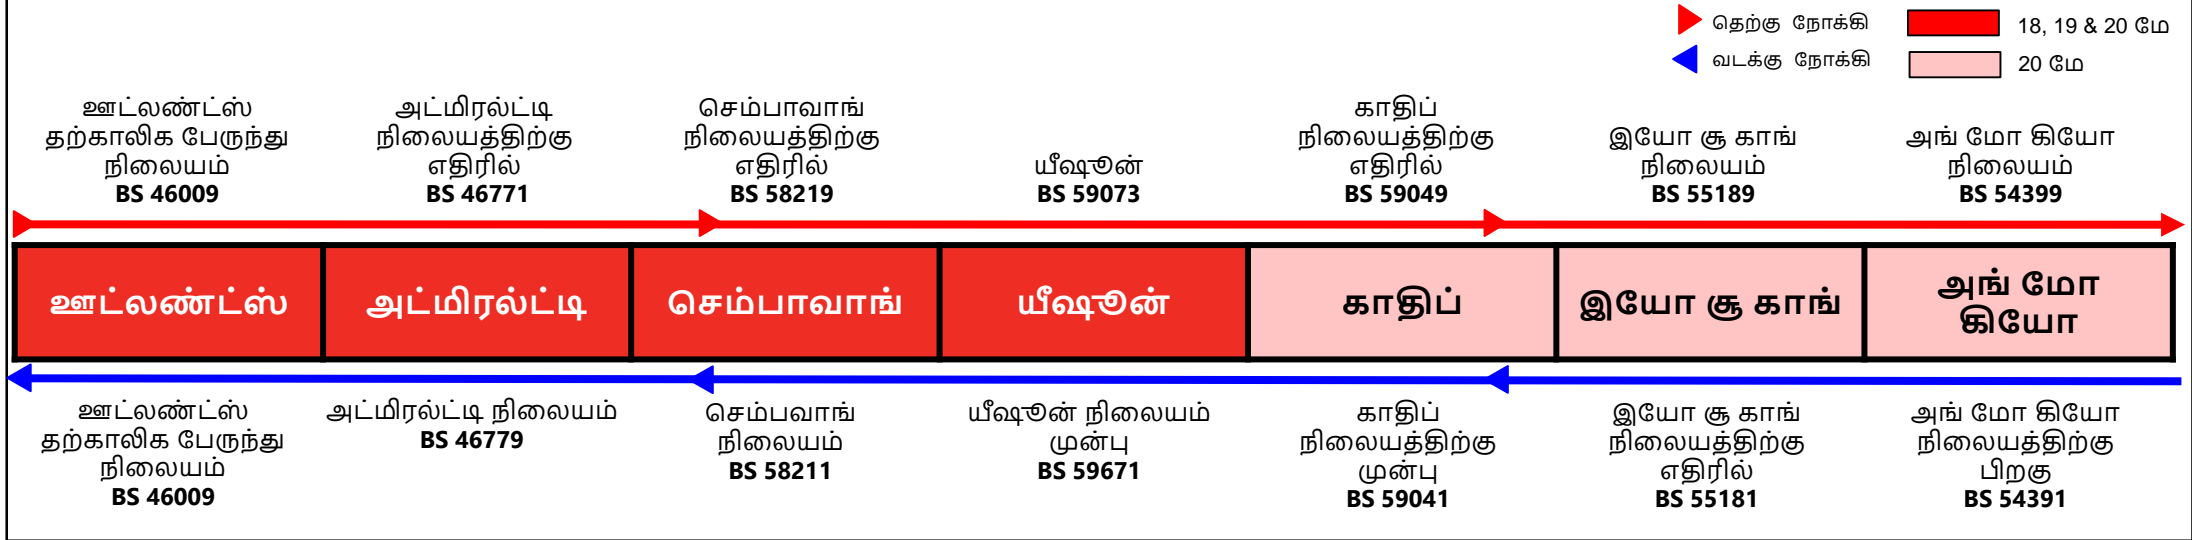 தெற்கு நோக்கி
18, 19 & 20 மே
வடக்கு நோக்கி
20 மே
ஊட்லண்ட்ஸ்
தற்காலிக பேருந்து
நிலையம்
BS 46009
அட்மிரல்ட்டி
நிலையத்திற்கு
எதிரில்
BS 46771
செம்பாவாங்
நிலையத்திற்கு
எதிரில்
BS 58219
யீஷூன்
BS 59073
காதிப்
நிலையத்திற்கு
எதிரில்
BS 59049
இயோ சூ காங்
நிலையம்
BS 55189
அங் மோ கியோ
நிலையம்
BS 54399
ஊட்லண்ட்ஸ்
அட்மிரல்ட்டி
செம்பாவாங்
யீஷூன்
காதிப்
இயோ சூ காங்
அங் மோ
கியோ
ஊட்லண்ட்ஸ்
தற்காலிக பேருந்து
நிலையம்
BS 46009
அட்மிரல்ட்டி நிலையம்
BS 46779
செம்பவாங்
நிலையம்
BS 58211
யீஷூன் நிலையம்
முன்பு
BS 59671
காதிப்
நிலையத்திற்கு
முன்பு
BS 59041
இயோ சூ காங்
நிலையத்திற்கு
எதிரில்
BS 55181
அங் மோ கியோ
நிலையத்திற்கு
பிறகு
BS 54391